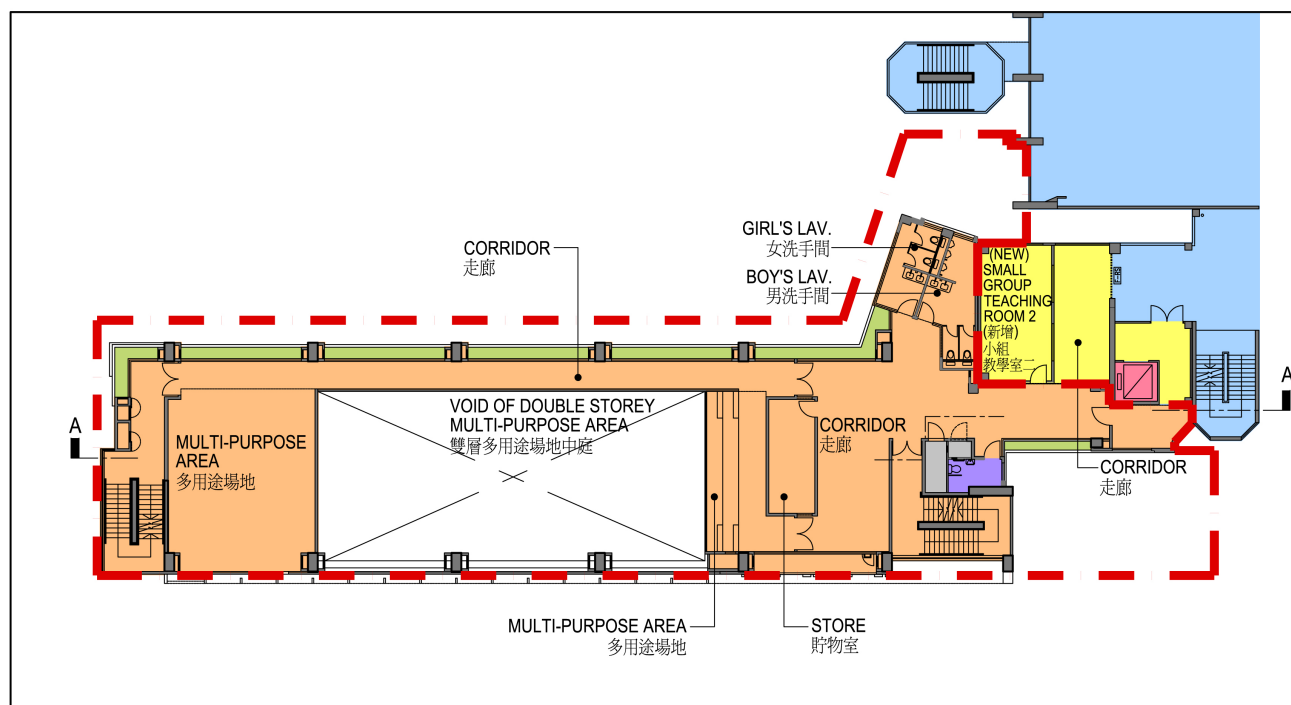 GIRL'S LAV.
女洗手間
BOY'S LAV.
男洗手間
CORRIDOR
走廊
(NEW)
SMALL
GROUP
TEACHING
ROOM 2
(新增)
小組
教學室二
A
A
VOID OF DOUBLE STOREY
MULTI-PURPOSE AREA
雙層多用途場地中庭
MULTI-PURPOSE
AREA
多用途場地
CORRIDOR
走廊
CORRIDOR
走廊
MULTI-PURPOSE AREA
多用途場地
STORE
貯物室